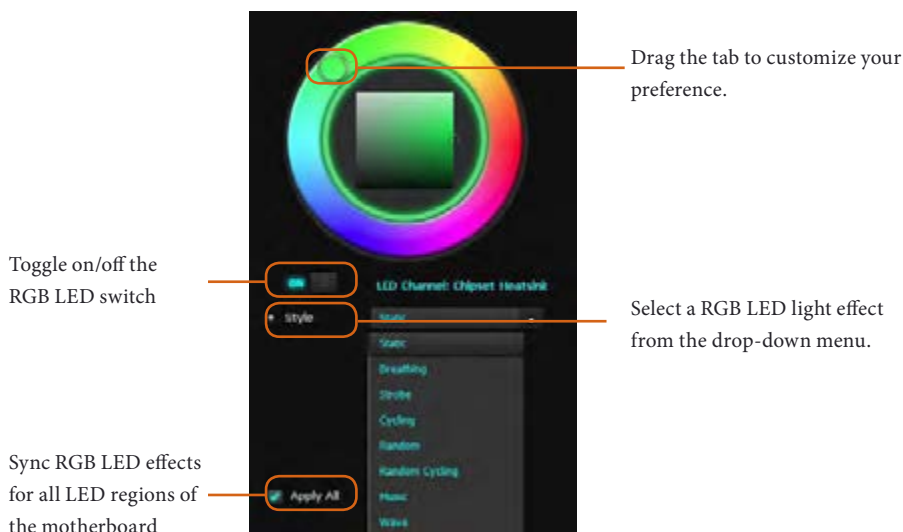 Drag the tab to customize your
preference.
Toggle on/off the
RGB LED switch
ON
LED Channel: Chipset Heatsink
Style
Static
Select a RGB LED light effect
from the drop-down menu.
Static
Breathing
Strobe
Cycling
Random
Random Cycling
Music
Wave
Sync RGB LED effects
for all LED regions of
the motherboard
Apply All